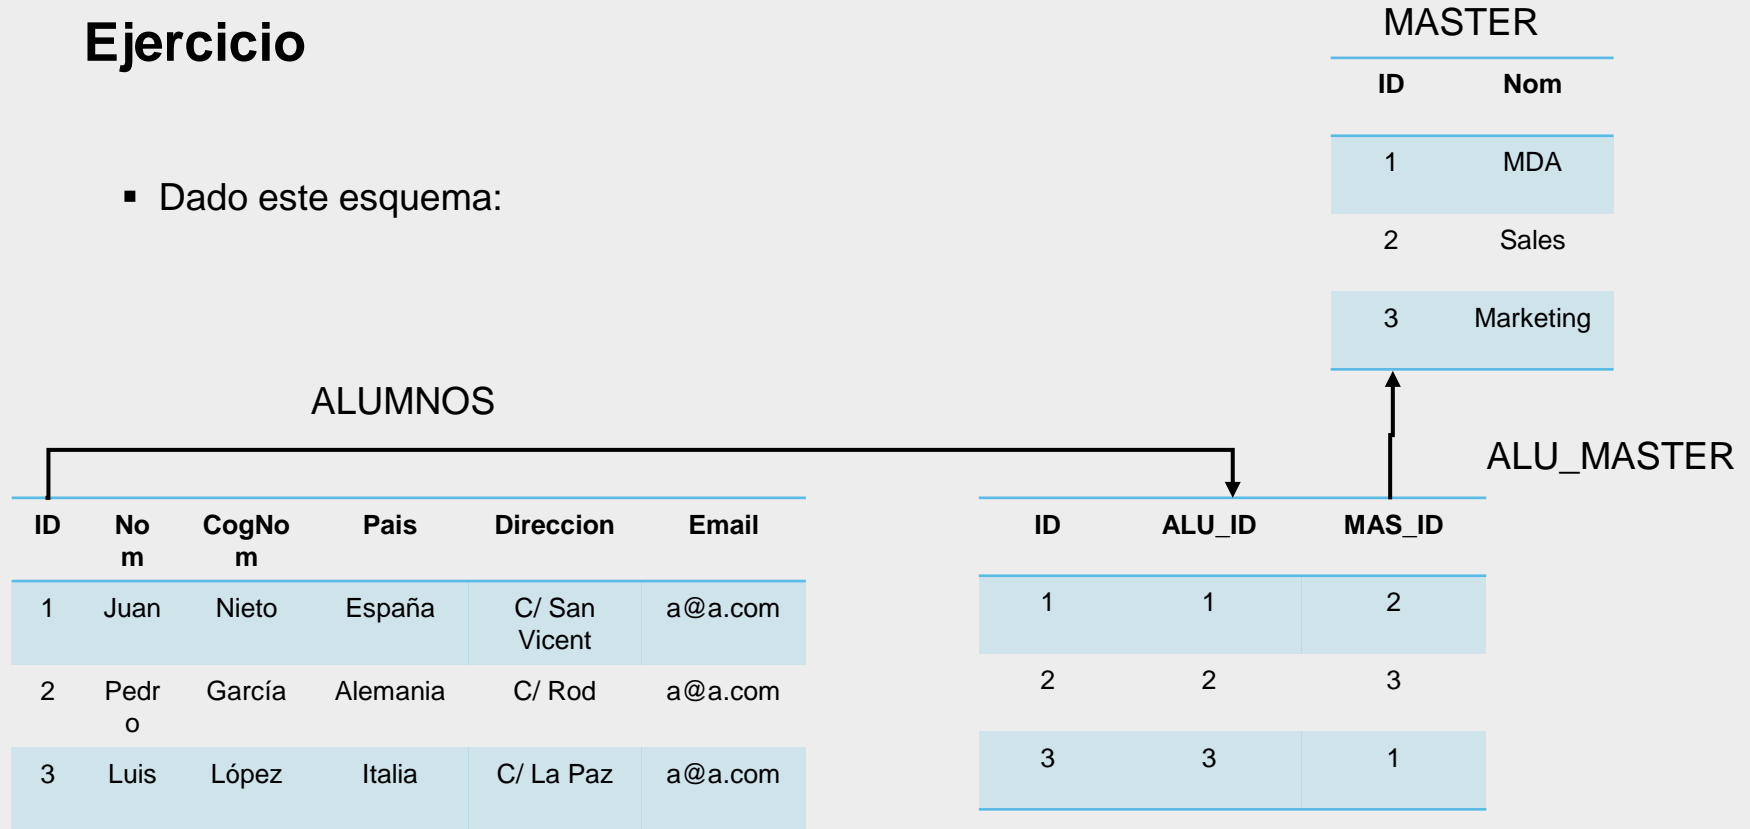 Ejercicio
▪ Dado este esquema:
MASTER
ID Nom
1 MDA
2 Sales
3 Marketing
ALUMNOS
ID No CogNo Pais Direccion Email
m m
1 Juan Nieto España C/ San a@a.com
Vicent
2 Pedr García Alemania C/ Rod a@a.com
o
3 Luis López Italia C/ La Paz a@a.com
ALU_MASTER
ID ALU_ID MAS_ID
1 1 2
2 2 3
3 3 1